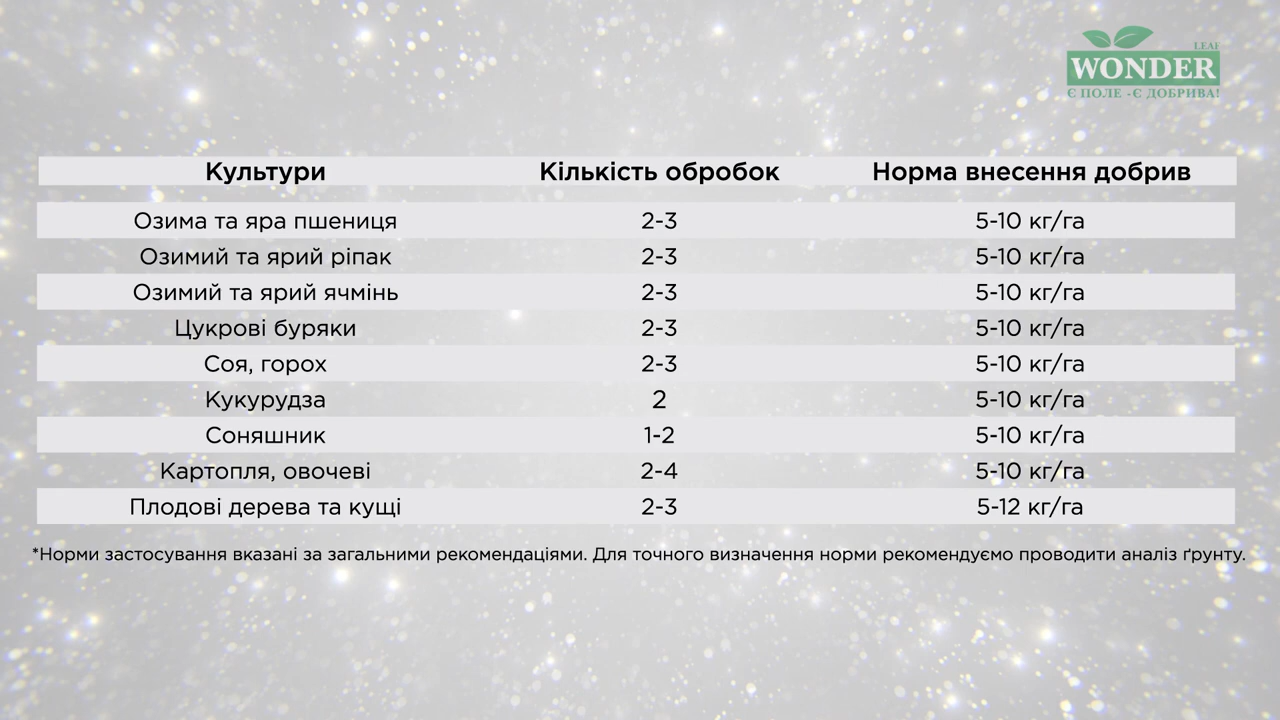 LEAF
WONDER
Є ПОЛЕ -Є ДОБРИВА!
Культури Кількість обробок Норма внесення добрив
Озима та яра пшениця 2-3 5-10 кг/га
Озимий та ярий ріпак 2-3 5-10 кг/га
Озимий та ярий ячмінь 2-3 5-10 кг/га
Цукрові буряки 2-3 5-10 кг/га
Соя, горох 2-3 5-10 кг/га
Кукурудза 2 5-10 кг/га
Соняшник 1-2 5-10 кг/га
Картопля, овочеві 2-4 5-10 кг/га
Плодові дерева та кущі 2-3 5-12 кг/га
*Норми застосування вказані за загальними рекомендаціями. Для точного визначення норми рекомендуємо проводити аналіз ґрунту.